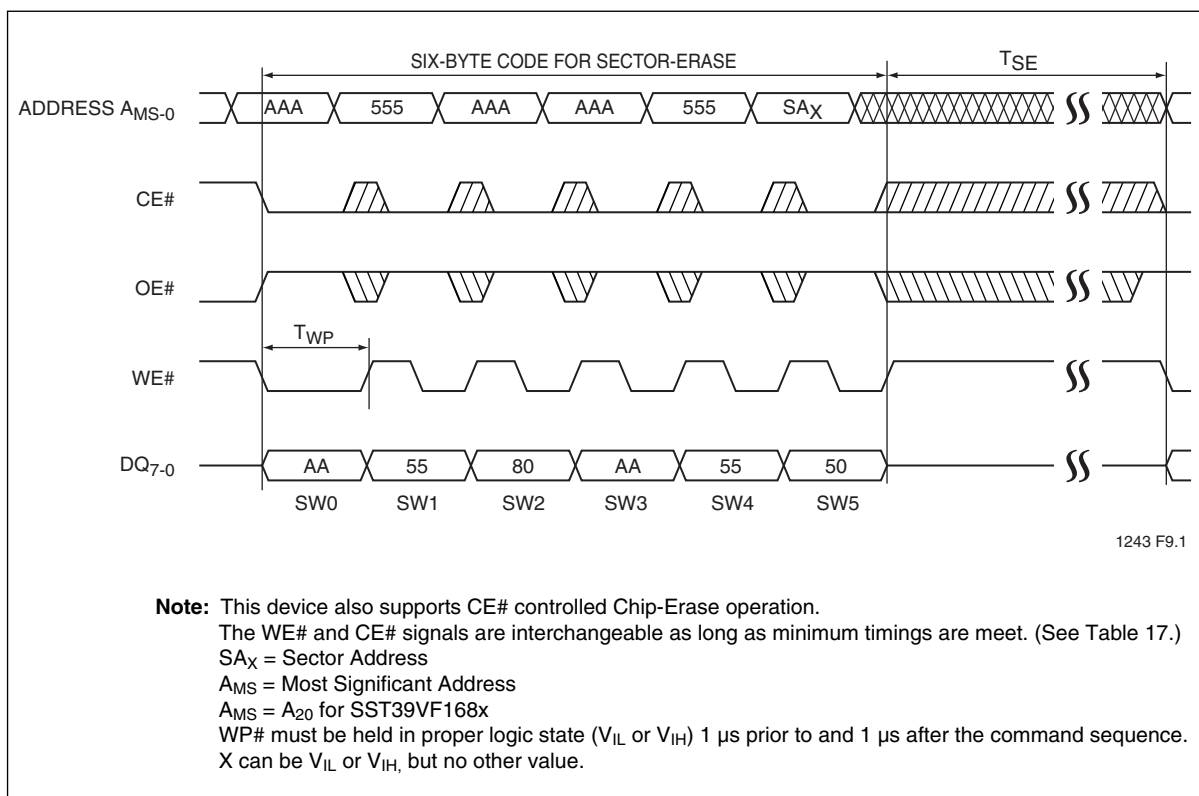 SIX-BYTE CODE FOR SECTOR-ERASE
TSE
ADDRESS AMS-0
AAA 555 AAA AAA 555 SAX
CE#
OE#
TWP
WE#
DQ7-0
AA 55 80 AA 55 50
SW0 SW1 SW2 SW3 SW4 SW5
1243 F9.1
Note: This device also supports CE# controlled Chip-Erase operation.
The WE# and CE# signals are interchangeable as long as minimum timings are meet. (See Table 17.)
SAX = Sector Address
AMS = Most Significant Address
AMS = A20 for SST39VF168x
WP# must be held in proper logic state (VIL or VIH) 1 µs prior to and 1 µs after the command sequence.
X can be VIL or VIH, but no other value.